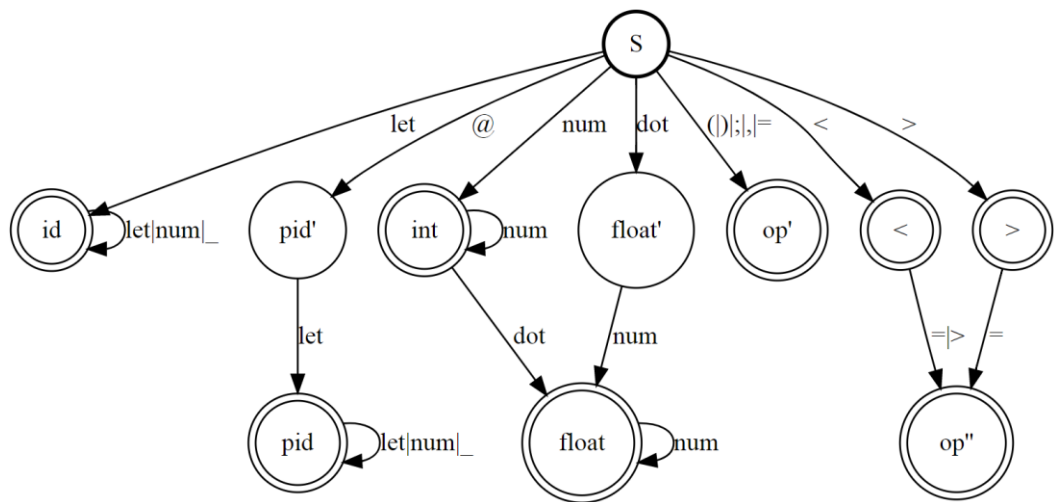 S
let @ num dot (|)|;|,|= < >
id let|num|_ pid' int num float' op' < >
let dot num =|> =
pid let|num|_ float num op"